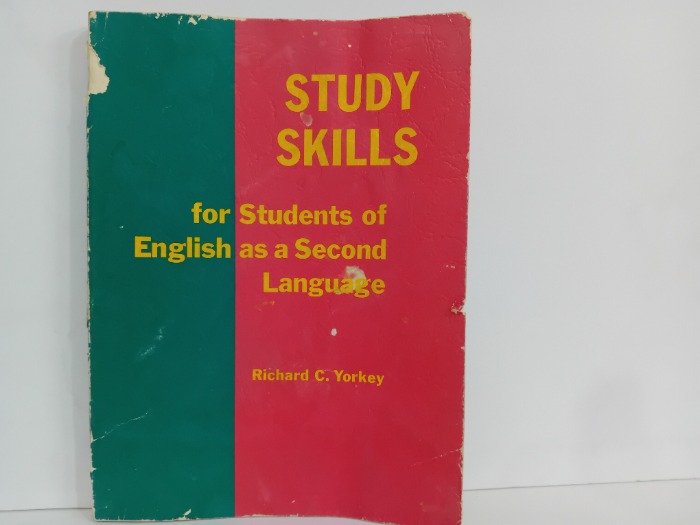 STUDY
SKILLS
for Students of
English as a Second
Language
Richard C. Yorkey